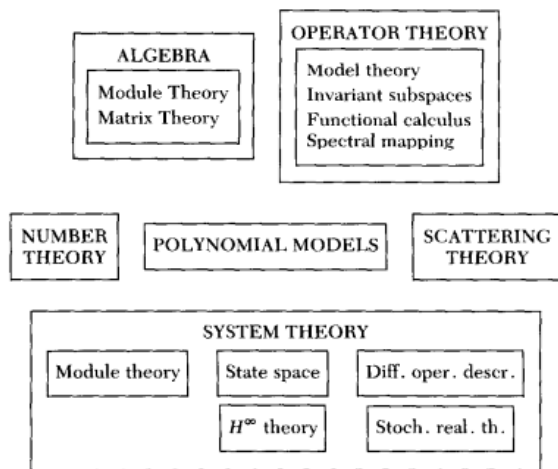 ALGEBRA
Module Theory
Matrix Theory
OPERATOR THEORY
Model theory
Invariant subspaces
Functional calculus
Spectral mapping
NUMBER
THEORY
POLYNOMIAL MODELS
SCATTERING
THEORY
SYSTEM THEORY
Module theory
State space
Diff. oper. descr.
H∞ theory
Stoch. real. th.